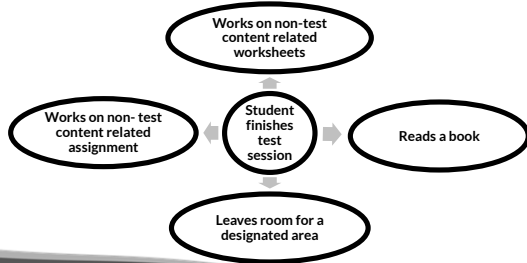 Works on non-test
content related
worksheets
Works on non- test
content related
assignment
Student
finishes
test
session
Reads a book
Leaves room for a
designated area